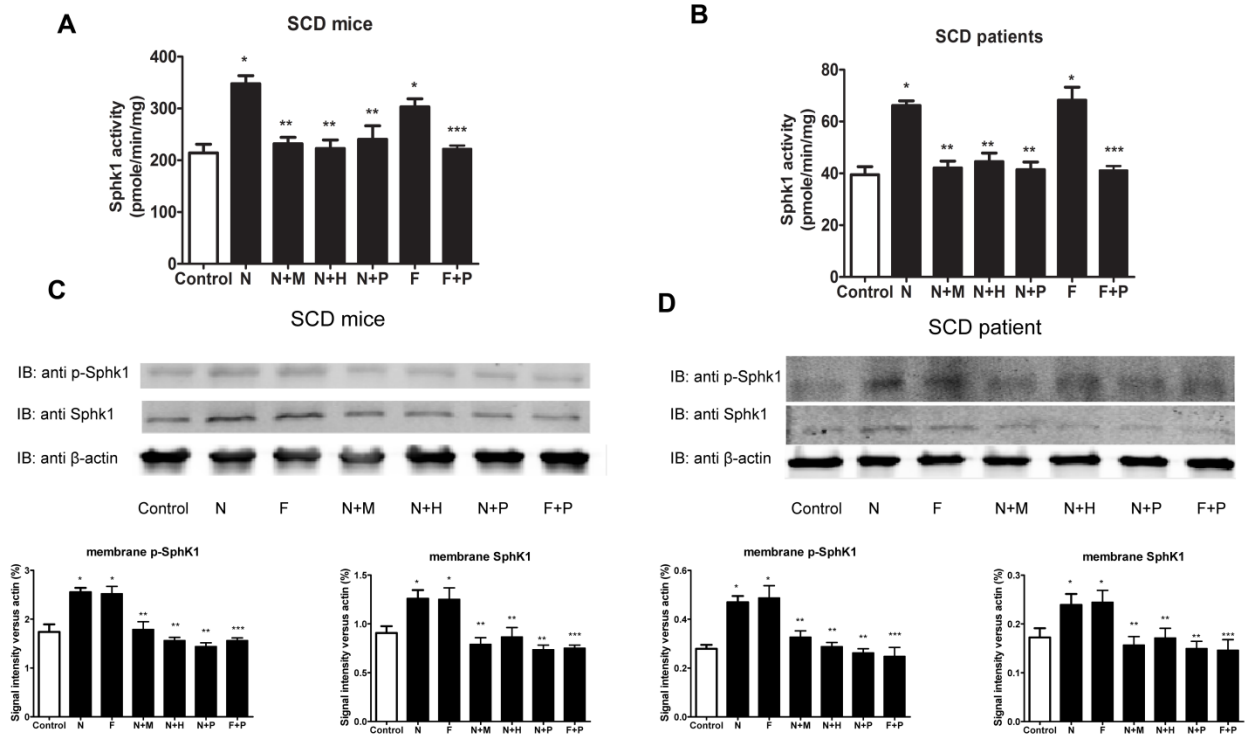 A
SCD mice
Sphk1 activity
(pmole/min/mg)
400
300
200
100
0
*
**
**
**
*
***
Control N N+M N+H N+P F F+P
B
SCD patients
Sphk1 activity
(pmole/min/mg)
80
60
40
20
0
*
**
**
**
*
***
Control N N+M N+H N+P F F+P
C
SCD mice
IB: anti p-Sphk1
IB: anti Sphk1
IB: anti β-actin
Control N F N+M N+H N+P F+P
membrane p-SphK1
Signal intensity versus actin (%)
3
2
1
0
*
*
**
**
**
***
Control N F N+M N+H N+P F+P
membrane SphK1
Signal intensity versus actin (%)
1.5
1.0
0.5
0.0
*
*
**
**
**
***
Control N F N+M N+H N+P F+P
D
SCD patient
IB: anti p-Sphk1
IB: anti Sphk1
IB: anti β-actin
Control N F N+M N+H N+P F+P
membrane p-SphK1
Signal intensity versus actin (%)
0.6
0.4
0.2
0.0
*
*
**
**
**
***
Control N F N+M N+H N+P F+P
membrane SphK1
Signal intensity versus actin (%)
0.3
0.2
0.1
0.0
*
*
**
**
**
***
Control N F N+M N+H N+P F+P